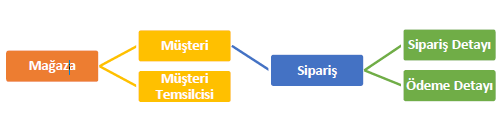 Mağaza
Müşteri
Müşteri
Temsilcisi
Sipariş
Sipariş Detayı
Ödeme Detayı